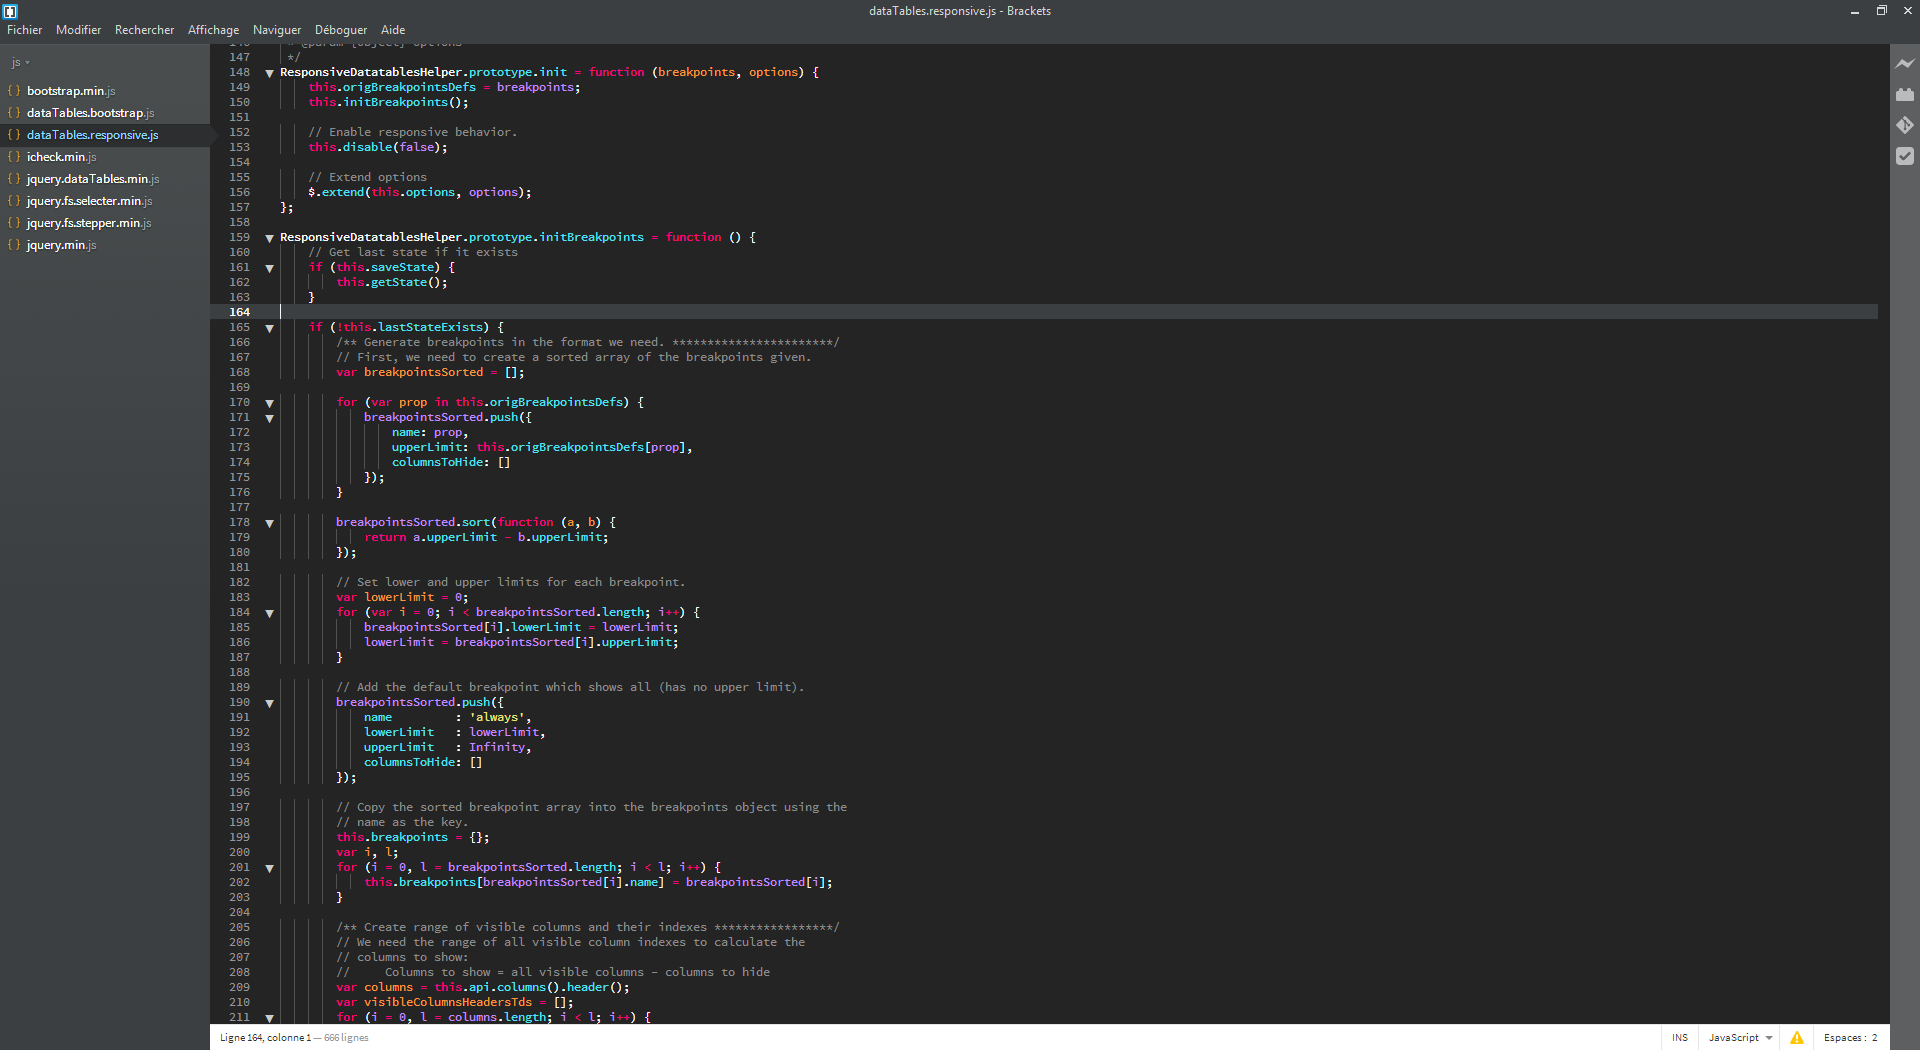 dataTables.responsive.js - Brackets
Fichier Modifier Rechercher Affichage Naviguer Déboguer Aide
js
bootstrap.min.js
dataTables.bootstrap.js
dataTables.responsive.js
icheck.min.js
jquery.dataTables.min.js
jquery.fs.selecter.min.js
jquery.fs.stepper.min.js
jquery.min.js
146 * @param {Object} options
147 */
148 ResponsiveDatatablesHelper.prototype.init = function (breakpoints, options) {
149 this.origBreakpointsDefs = breakpoints;
150 this.initBreakpoints();
151
152 // Enable responsive behavior.
153 this.disable(false);
154
155 // Extend options
156 $.extend(this.options, options);
157 };
158
159 ResponsiveDatatablesHelper.prototype.initBreakpoints = function () {
160 // Get last state if it exists
161 if (this.saveState) {
162 this.getState();
163 }
164
165 if (!this.lastStateExists) {
166 /** Generate breakpoints in the format we need. ***********************/
167 // First, we need to create a sorted array of the breakpoints given.
168 var breakpointsSorted = [];
169
170 for (var prop in this.origBreakpointsDefs) {
171 breakpointsSorted.push({
172 name: prop,
173 upperLimit: this.origBreakpointsDefs[prop],
174 columnsToHide: []
175 });
176 }
177
178 breakpointsSorted.sort(function (a, b) {
179 return a.upperLimit - b.upperLimit;
180 });
181
182 // Set lower and upper limits for each breakpoint.
183 var lowerLimit = 0;
184 for (var i = 0; i < breakpointsSorted.length; i++) {
185 breakpointsSorted[i].lowerLimit = lowerLimit;
186 lowerLimit = breakpointsSorted[i].upperLimit;
187 }
188
189 // Add the default breakpoint which shows all (has no upper limit).
190 breakpointsSorted.push({
191 name : 'always',
192 lowerLimit : lowerLimit,
193 upperLimit : Infinity,
194 columnsToHide: []
195 });
196
197 // Copy the sorted breakpoint array into the breakpoints object using the
198 // name as the key.
199 this.breakpoints = {};
200 var i, l;
201 for (i = 0, l = breakpointsSorted.length; i < l; i++) {
202 this.breakpoints[breakpointsSorted[i].name] = breakpointsSorted[i];
203 }
204
205 /** Create range of visible columns and their indexes *****************/
206 // We need the range of all visible column indexes to calculate the
207 // columns to show:
208 // Columns to show = all visible columns - columns to hide
209 var columns = this.api.columns().header();
210 var visibleColumnsHeadersTds = [];
211 for (i = 0, l = columns.length; i < l; i++) {
Ligne 164, colonne 1 — 666 lignes
INS JavaScript Espaces : 2